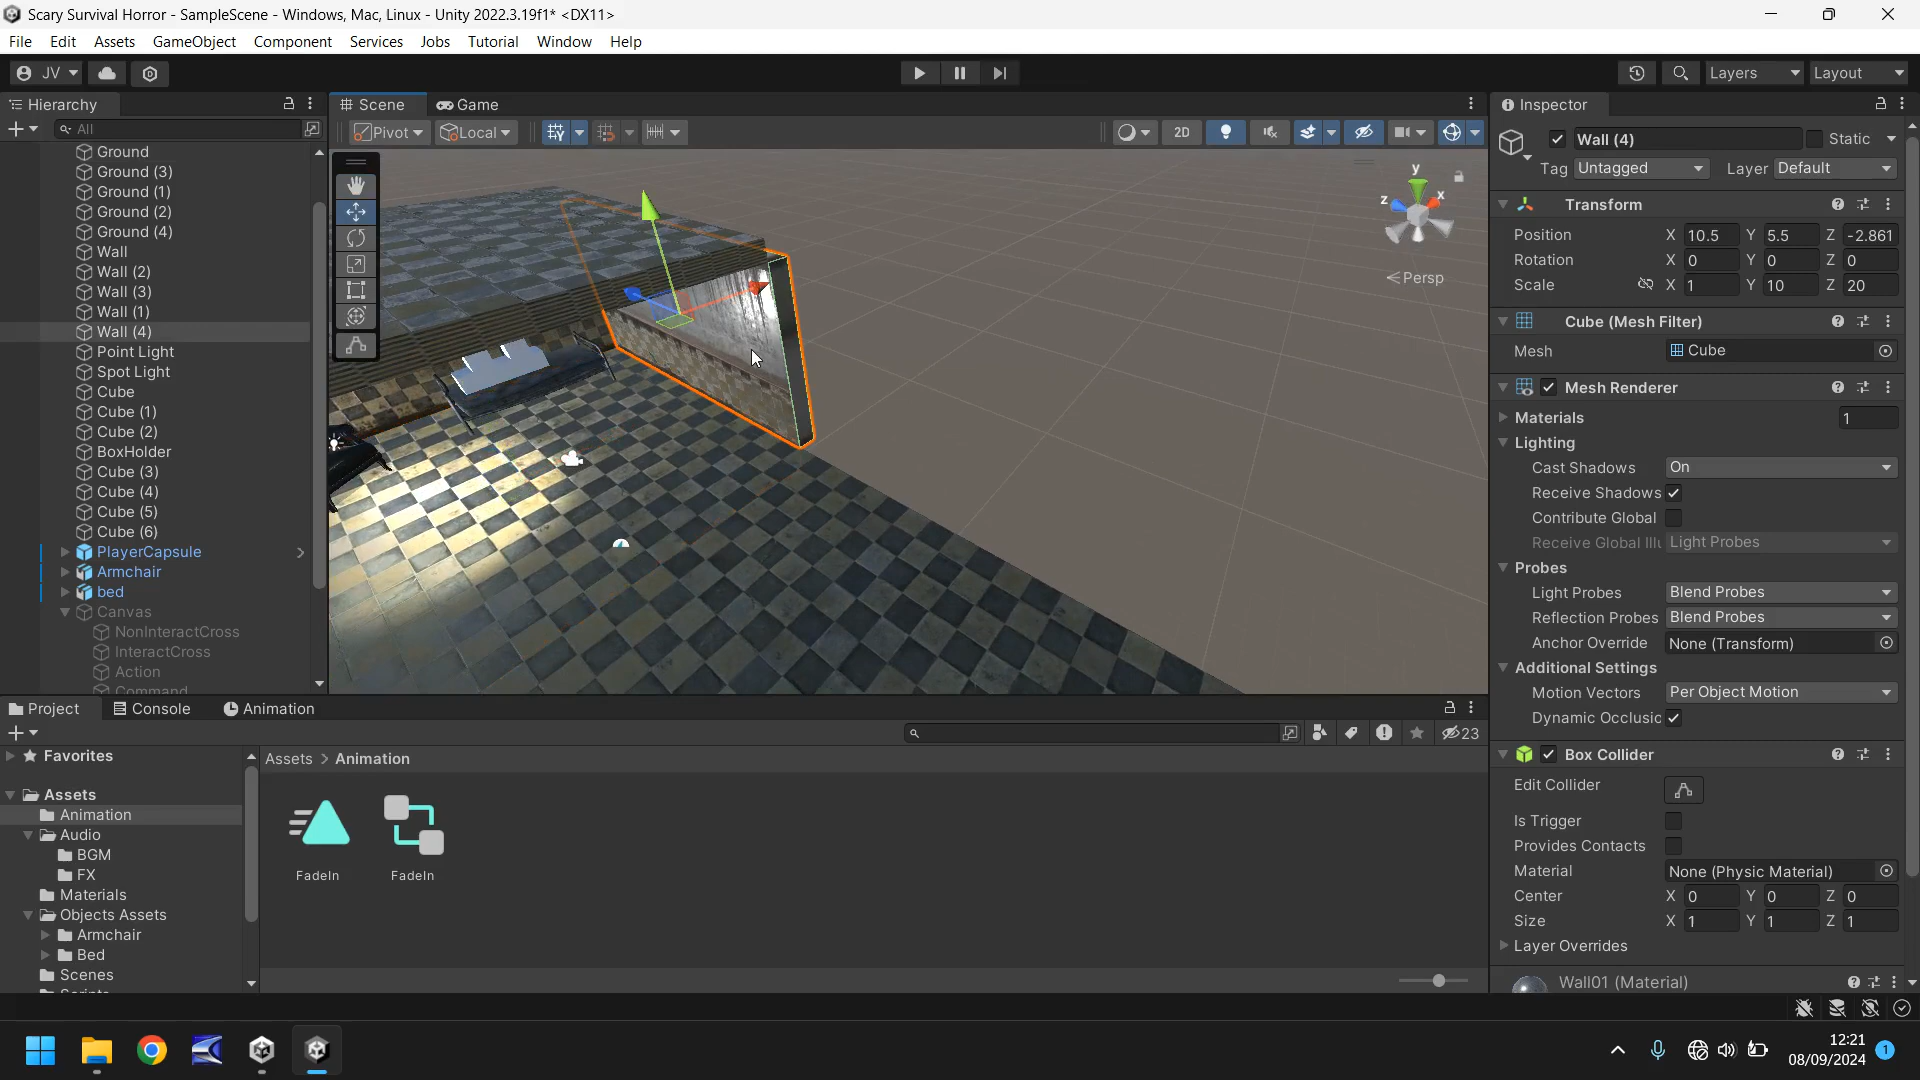 Scary Survival Horror - SampleScene - Windows, Mac, Linux - Unity 2022.3.19f1* <DX11>
File Edit Assets GameObject Component Services Jobs Tutorial Window Help
JV Layers Layout
Hierarchy
All
Ground
Ground (3)
Ground (1)
Ground (2)
Ground (4)
Wall
Wall (2)
Wall (3)
Wall (1)
Wall (4)
Point Light
Spot Light
Cube
Cube (1)
Cube (2)
BoxHolder
Cube (3)
Cube (4)
Cube (5)
Cube (6)
PlayerCapsule
Armchair
bed
Canvas
NonInteractCross
InteractCross
Action
Command
Scene Game
Pivot Local 2D
y
z x
Persp
Inspector
Wall (4) Static
Tag Untagged Layer Default
Transform
Position X 10.5 Y 5.5 Z -2.861
Rotation X 0 Y 0 Z 0
Scale X 1 Y 10 Z 20
Cube (Mesh Filter)
Mesh Cube
Mesh Renderer
Materials 1
Lighting
Cast Shadows On
Receive Shadows
Contribute Global
Receive Global Illu Light Probes
Probes
Light Probes Blend Probes
Reflection Probes Blend Probes
Anchor Override None (Transform)
Additional Settings
Motion Vectors Per Object Motion
Dynamic Occlusic
Box Collider
Edit Collider
Is Trigger
Provides Contacts
Material None (Physic Material)
Center X 0 Y 0 Z 0
Size X 1 Y 1 Z 1
Layer Overrides
Wall01 (Material)
Project Console Animation
23
Favorites
Assets
Animation
Audio
BGM
FX
Materials
Objects Assets
Armchair
Bed
Scenes
Assets > Animation
FadeIn FadeIn
12:21
08/09/2024
1